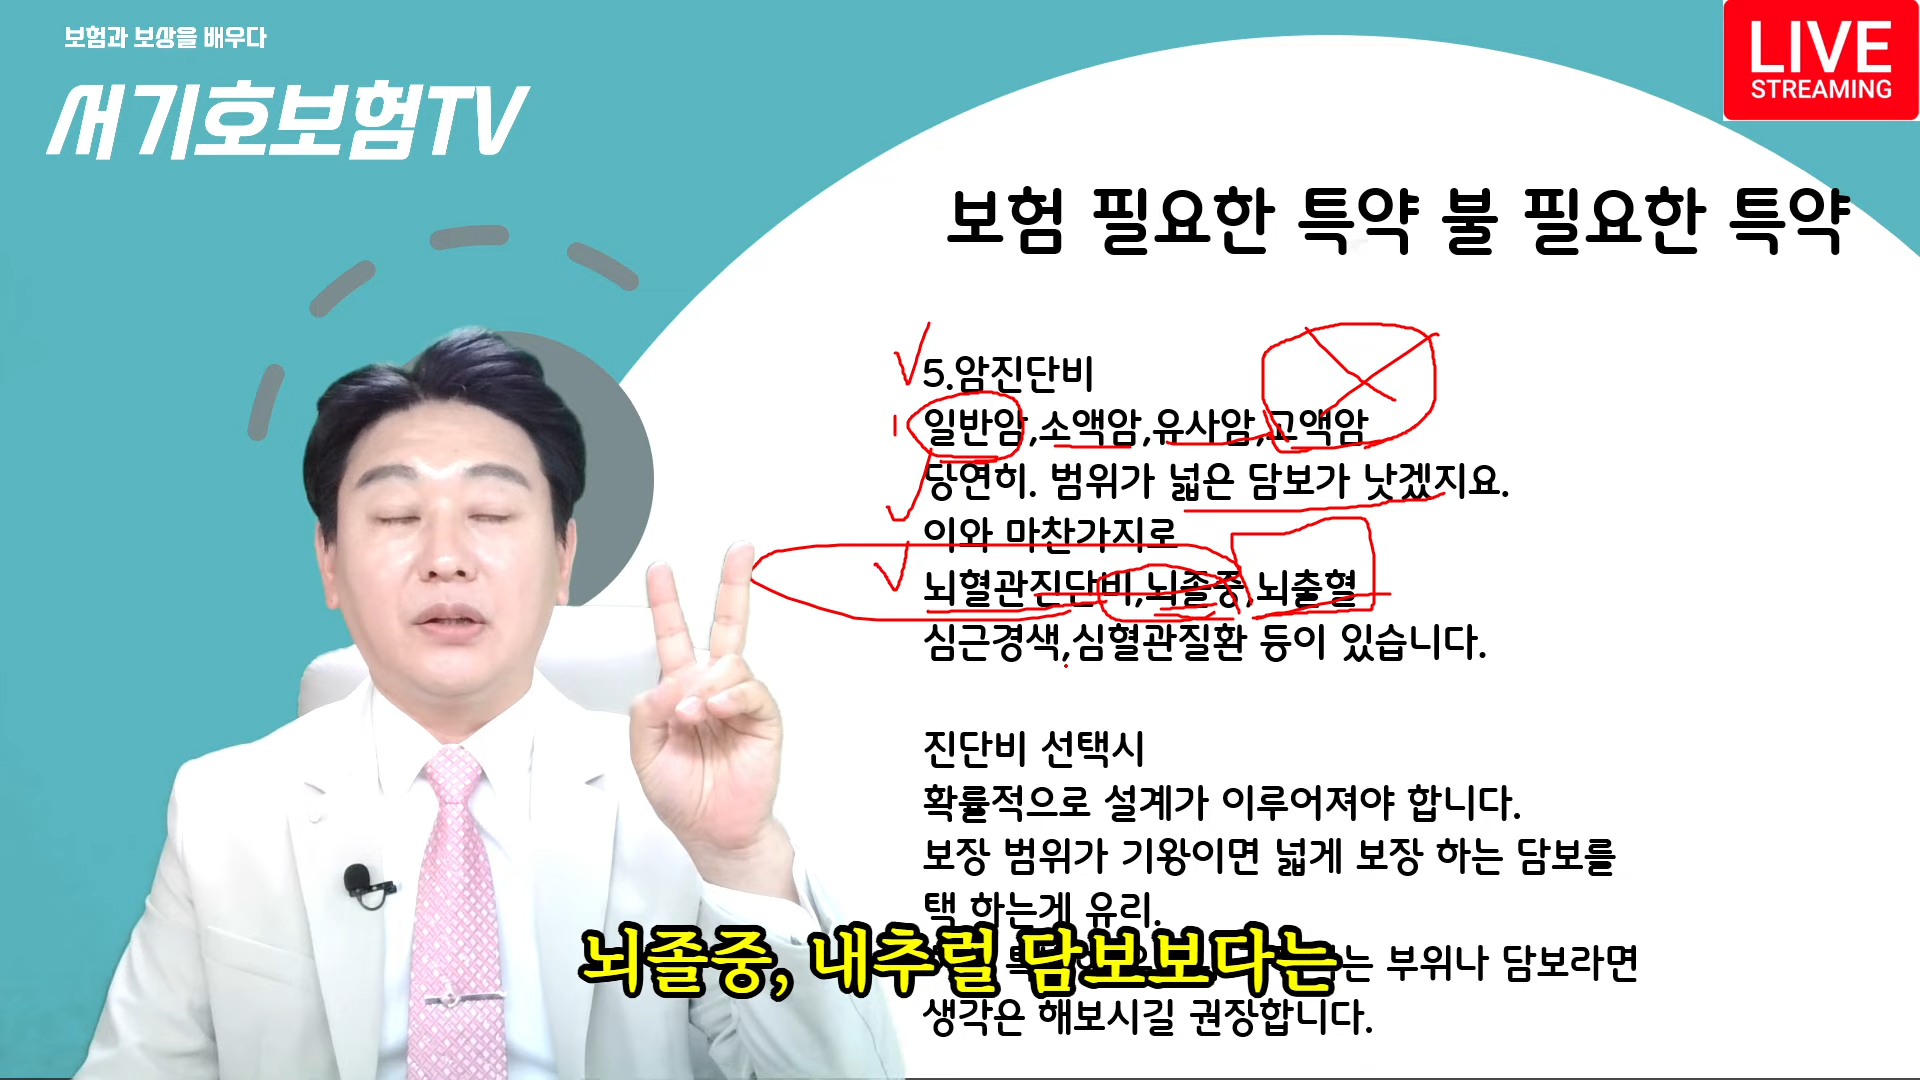 보험과 보상을 배우다
새기호보험TV
LIVE
STREAMING
보험 필요한 특약 불 필요한 특약
5.암진단비
일반암,소액암,유사암,고액암
당연히. 범위가 넓은 담보가 낫겠지요.
이와 마찬가지로
뇌혈관진단비,뇌졸중,뇌출혈
심근경색,심혈관질환 등이 있습니다.
진단비 선택시
확률적으로 설계가 이루어져야 합니다.
보장 범위가 기왕이면 넓게 보장 하는 담보를
택 하는게 유리.
는 부위나 담보라면
생각은 해보시길 권장합니다.
뇌졸중, 내추럴 담보보다는